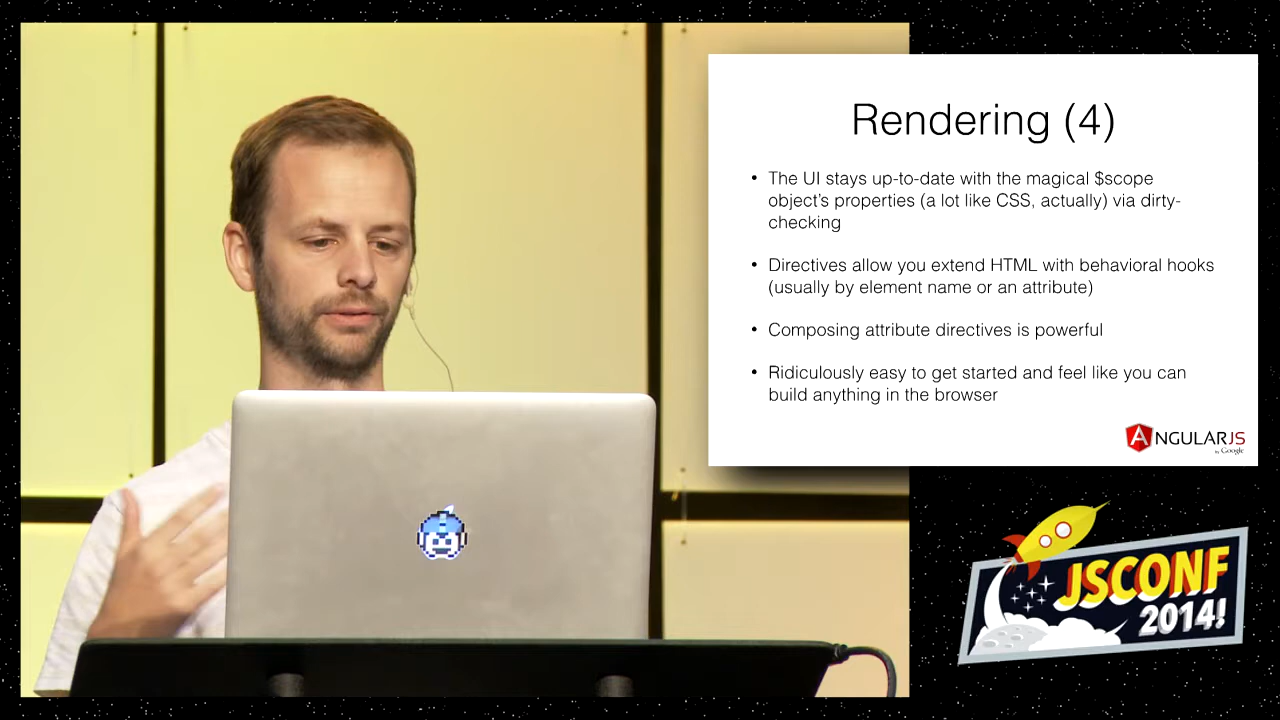 Rendering (4)
• The UI stays up-to-date with the magical $scope
object's properties (a lot like CSS, actually) via dirty-
checking
• Directives allow you extend HTML with behavioral hooks
(usually by element name or an attribute)
• Composing attribute directives is powerful
• Ridiculously easy to get started and feel like you can
build anything in the browser
ANGULARJS
by Google
JSCONF
2014!